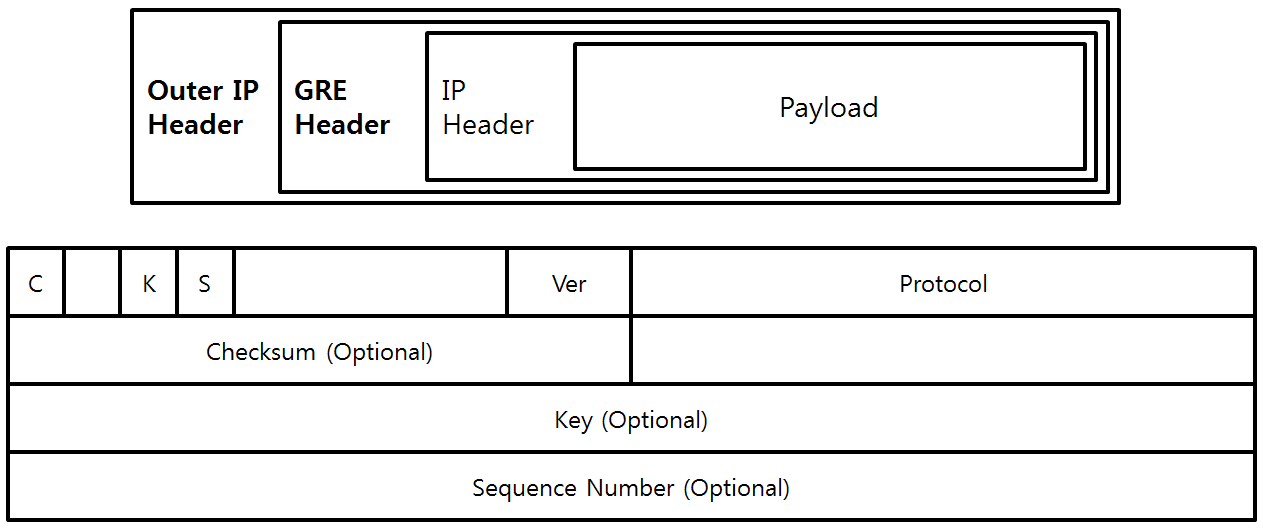 Outer IP
Header
GRE
Header
IP
Header
Payload
C
K
S
Ver
Protocol
Checksum (Optional)
Key (Optional)
Sequence Number (Optional)